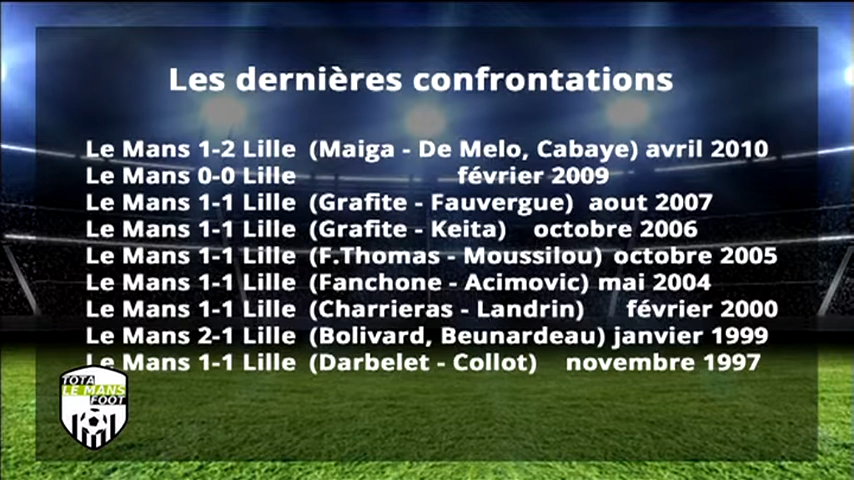 Les dernières confrontations
Le Mans 1-2 Lille (Maiga - De Melo, Cabaye) avril 2010
Le Mans 0-0 Lille février 2009
Le Mans 1-1 Lille (Grafite - Fauvergue) aout 2007
Le Mans 1-1 Lille (Grafite - Keita) octobre 2006
Le Mans 1-1 Lille (F.Thomas - Moussilou) octobre 2005
Le Mans 1-1 Lille (Fanchone - Acimovic) mai 2004
Le Mans 1-1 Lille (Charrieras - Landrin) février 2000
Le Mans 2-1 Lille (Bolivard, Beunardeau) janvier 1999
Le Mans 1-1 Lille (Darbelet - Collot) novembre 1997
TOTA
LE MANS
FOOT